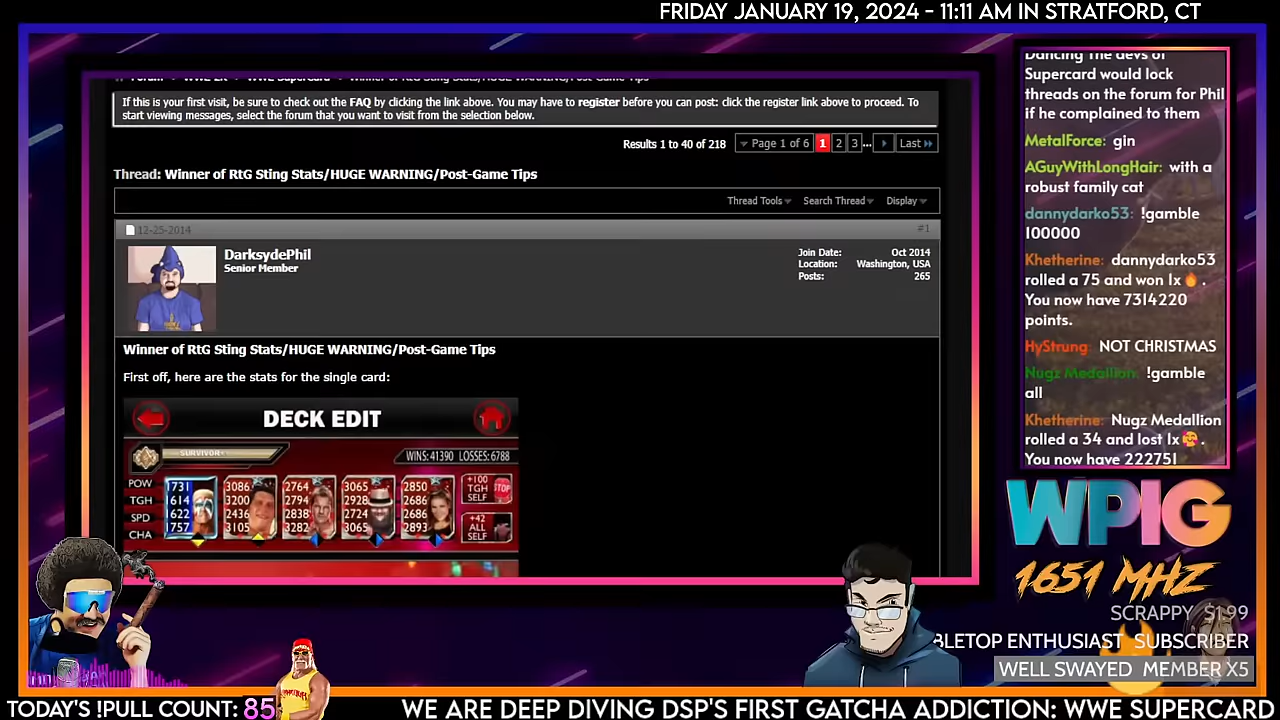 FRIDAY JANUARY 19, 2024 - 11:11 AM IN STRATFORD, CT
If this is your first visit, be sure to check out the FAQ by clicking the link above. You may have to register before you can post: click the register link above to proceed. To
start viewing messages, select the forum that you want to visit from the selection below.
Results 1 to 40 of 218
Page 1 of 6 1 2 3 ... Last
Thread: Winner of RtG Sting Stats/HUGE WARNING/Post-Game Tips
Thread Tools Search Thread Display
12-25-2014 #1
DarksydePhil
Senior Member
Join Date: Oct 2014
Location: Washington, USA
Posts: 265
Winner of RtG Sting Stats/HUGE WARNING/Post-Game Tips
First off, here are the stats for the single card:
DECK EDIT
SURVIVOR
WINS: 41390 LOSSES: 6788
POW 1731 3086 2764 3065 2850
TGH 1614 3200 2794 2928 2686
SPD 1622 2436 2838 2724 2686
CHA 1757 3105 3282 3065 2893
+100
TGH
SELF
STOP
+42
ALL
SELF
Dancing The devs of
Supercard would lock
threads on the forum for Phil
if he complained to them
MetalForce: gin
AGuyWithLongHair: with a
robust family cat
dannydarko53: !gamble
100000
Khetherine: dannydarko53
rolled a 75 and won 1x🔥.
You now have 7314220
points.
HyStrung: NOT CHRISTMAS
Nugz Medallion: !gamble
all
Khetherine: Nugz Medallion
rolled a 34 and lost 1x
You now have 222751
WPIG
1651 MHZ
SCRAPPY $1.99
BLETOP ENTHUSIAST SUBSCRIBER
WELL SWAYED MEMBER X5
TODAY'S !PULL COUNT: 85
WE ARE DEEP DIVING DSP'S FIRST GATCHA ADDICTION: WWE SUPERCARD